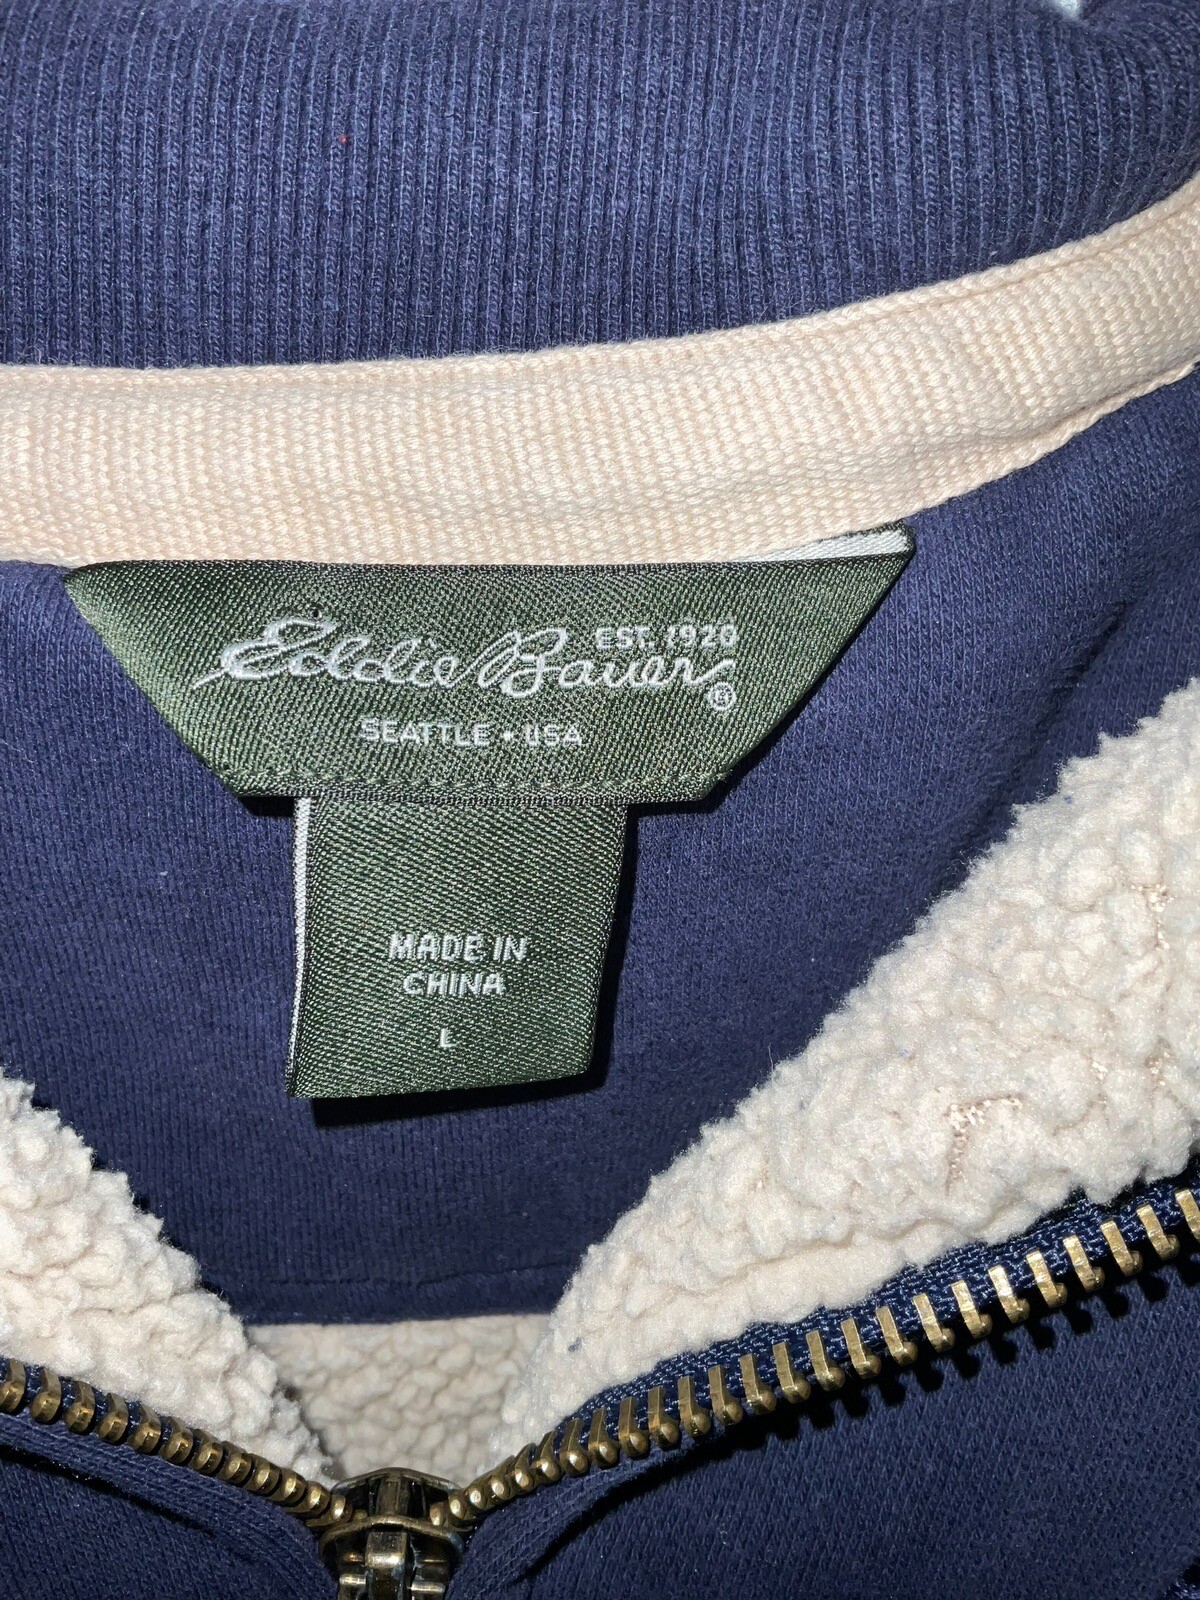 Eddie Bauer EST. 1920 ®
SEATTLE • USA
MADE IN
CHINA
L